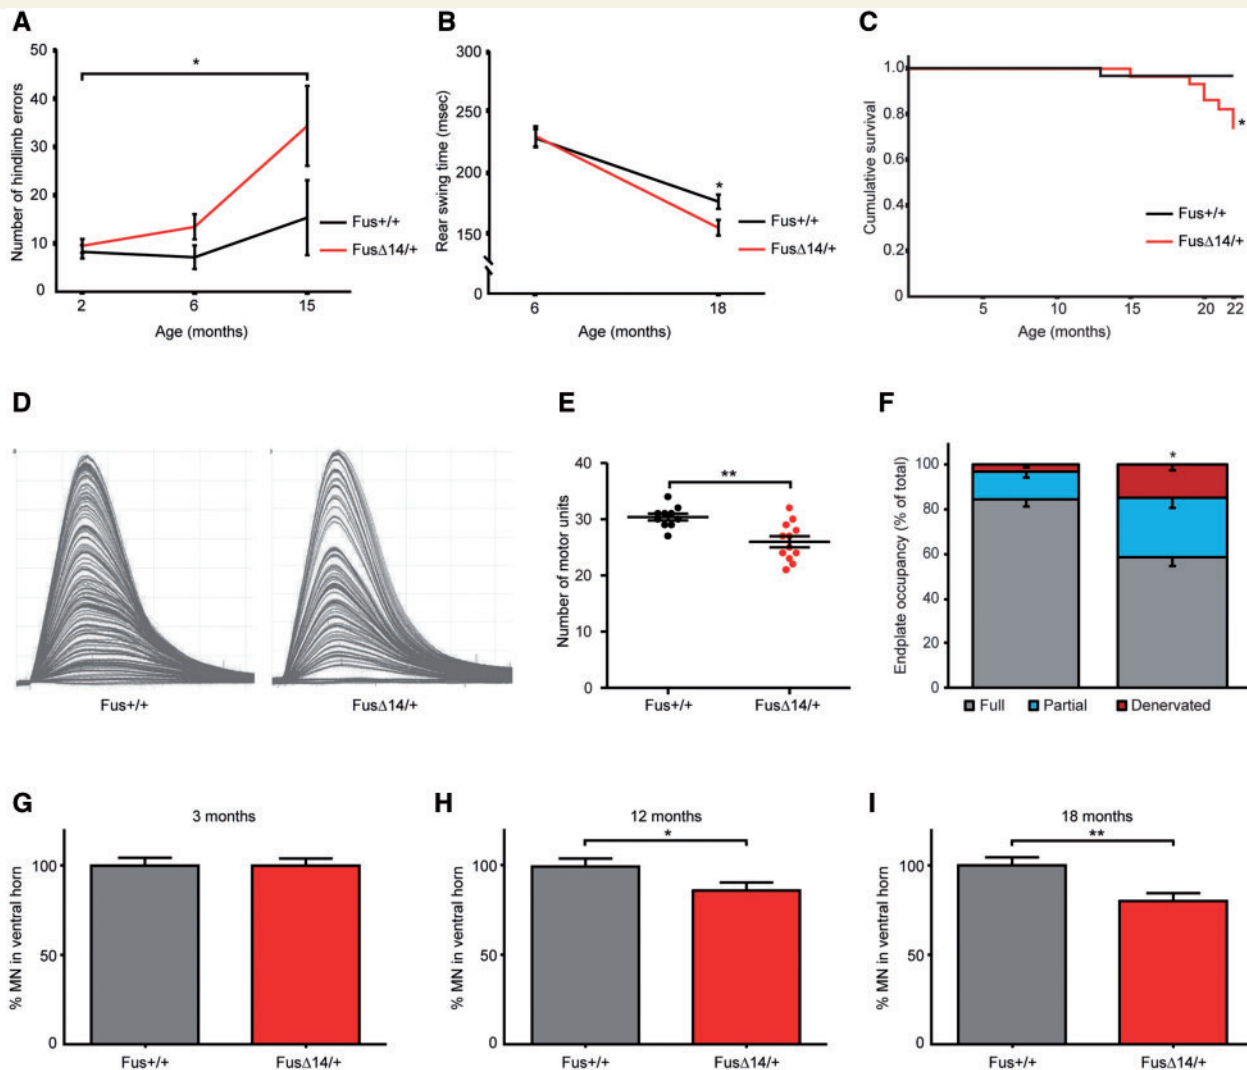 A
50
40
30
20
10
0
Number of hindlimb errors
*
2 6 15
Age (months)
Fus+/+
FusΔ14/+
B
300
250
200
150
0
Rear swing time (msec)
*
6 18
Age (months)
Fus+/+
FusΔ14/+
C
1.0
0.8
0.6
0.4
0.2
0
Cumulative survival
*
5 10 15 20 22
Age (months)
Fus+/+
FusΔ14/+
D
Fus+/+ FusΔ14/+
E
40
30
20
10
0
Number of motor units
**
Fus+/+ FusΔ14/+
F
100
80
60
40
20
0
Endplate occupancy (% of total)
*
Full Partial Denervated
G
3 months
100
50
0
% MN in ventral horn
Fus+/+ FusΔ14/+
H
12 months
*
100
50
0
% MN in ventral horn
Fus+/+ FusΔ14/+
I
18 months
**
100
50
0
% MN in ventral horn
Fus+/+ FusΔ14/+